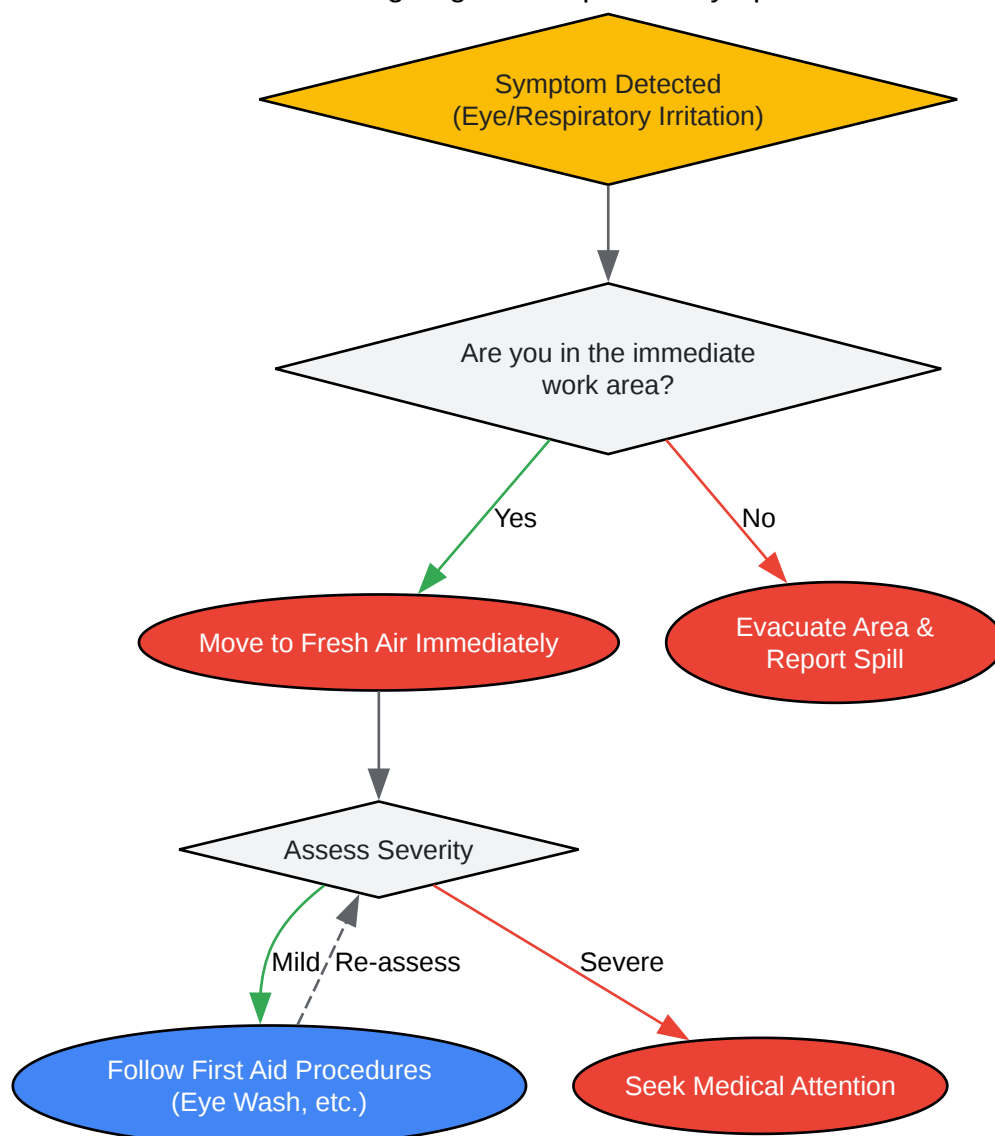 Symptom Detected
(Eye/Respiratory Irritation)
Are you in the immediate
work area?
Yes
No
Move to Fresh Air Immediately
Evacuate Area &
Report Spill
Assess Severity
Mild
Re-assess
Severe
Follow First Aid Procedures
(Eye Wash, etc.)
Seek Medical Attention